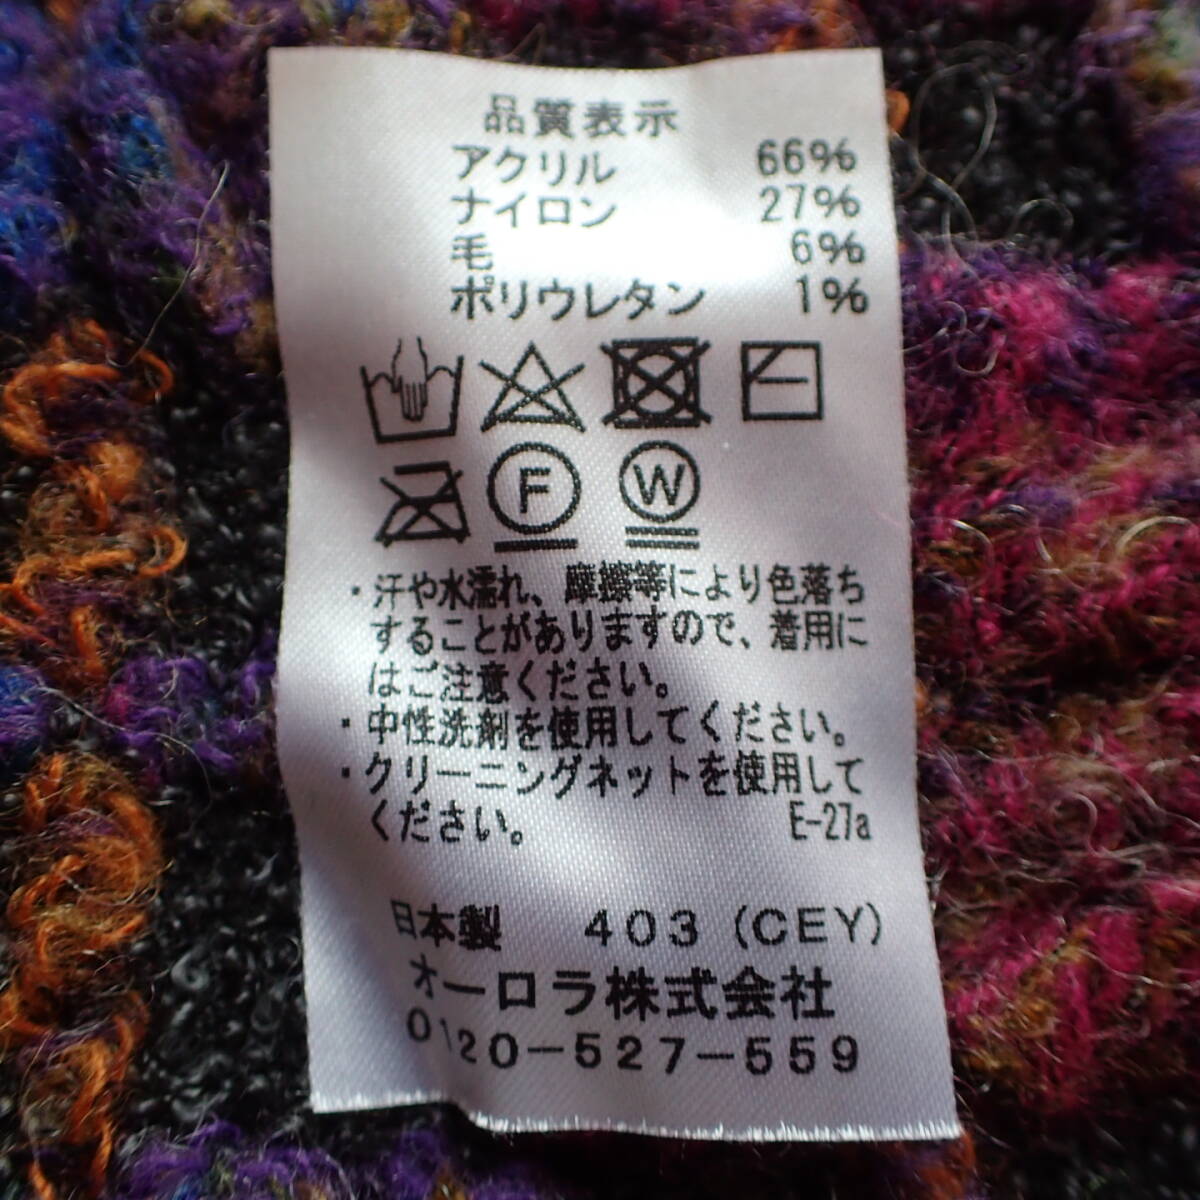 品質表示
アクリル 66%
ナイロン 27%
毛 6%
ポリウレタン 1%
F W
・汗や水濡れ、摩擦等により色落ち
することがありますので、着用に
はご注意ください。
・中性洗剤を使用してください。
・クリーニングネットを使用して
ください。 E-27a
日本製 403 (CEY)
オーロラ株式会社
0120-527-559